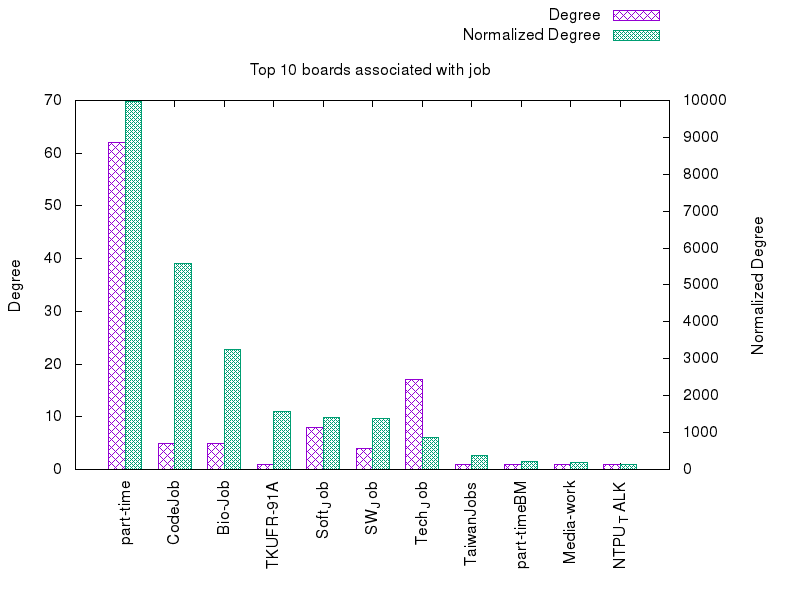 Degree
Normalized Degree
Top 10 boards associated with job
70
60
50
40
30
20
10
0
10000
9000
8000
7000
6000
5000
4000
3000
2000
1000
0
Degree
Normalized Degree
part-time
CodeJob
Bio-Job
TKUFR-91A
SoftJob
SWJob
TechJob
TaiwanJobs
part-timeBM
Media-work
NTPUTALK